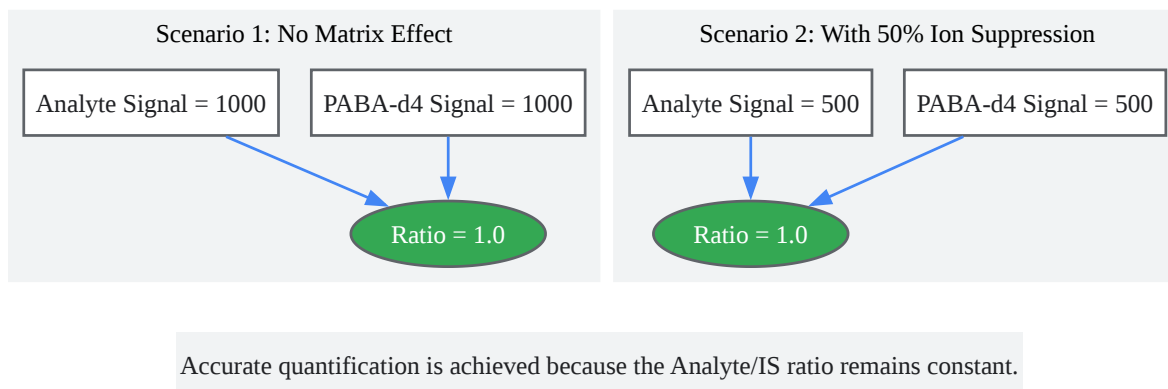 Scenario 1: No Matrix Effect
Analyte Signal = 1000
PABA-d4 Signal = 1000
Ratio = 1.0
Scenario 2: With 50% Ion Suppression
Analyte Signal = 500
PABA-d4 Signal = 500
Ratio = 1.0
Accurate quantification is achieved because the Analyte/IS ratio remains constant.